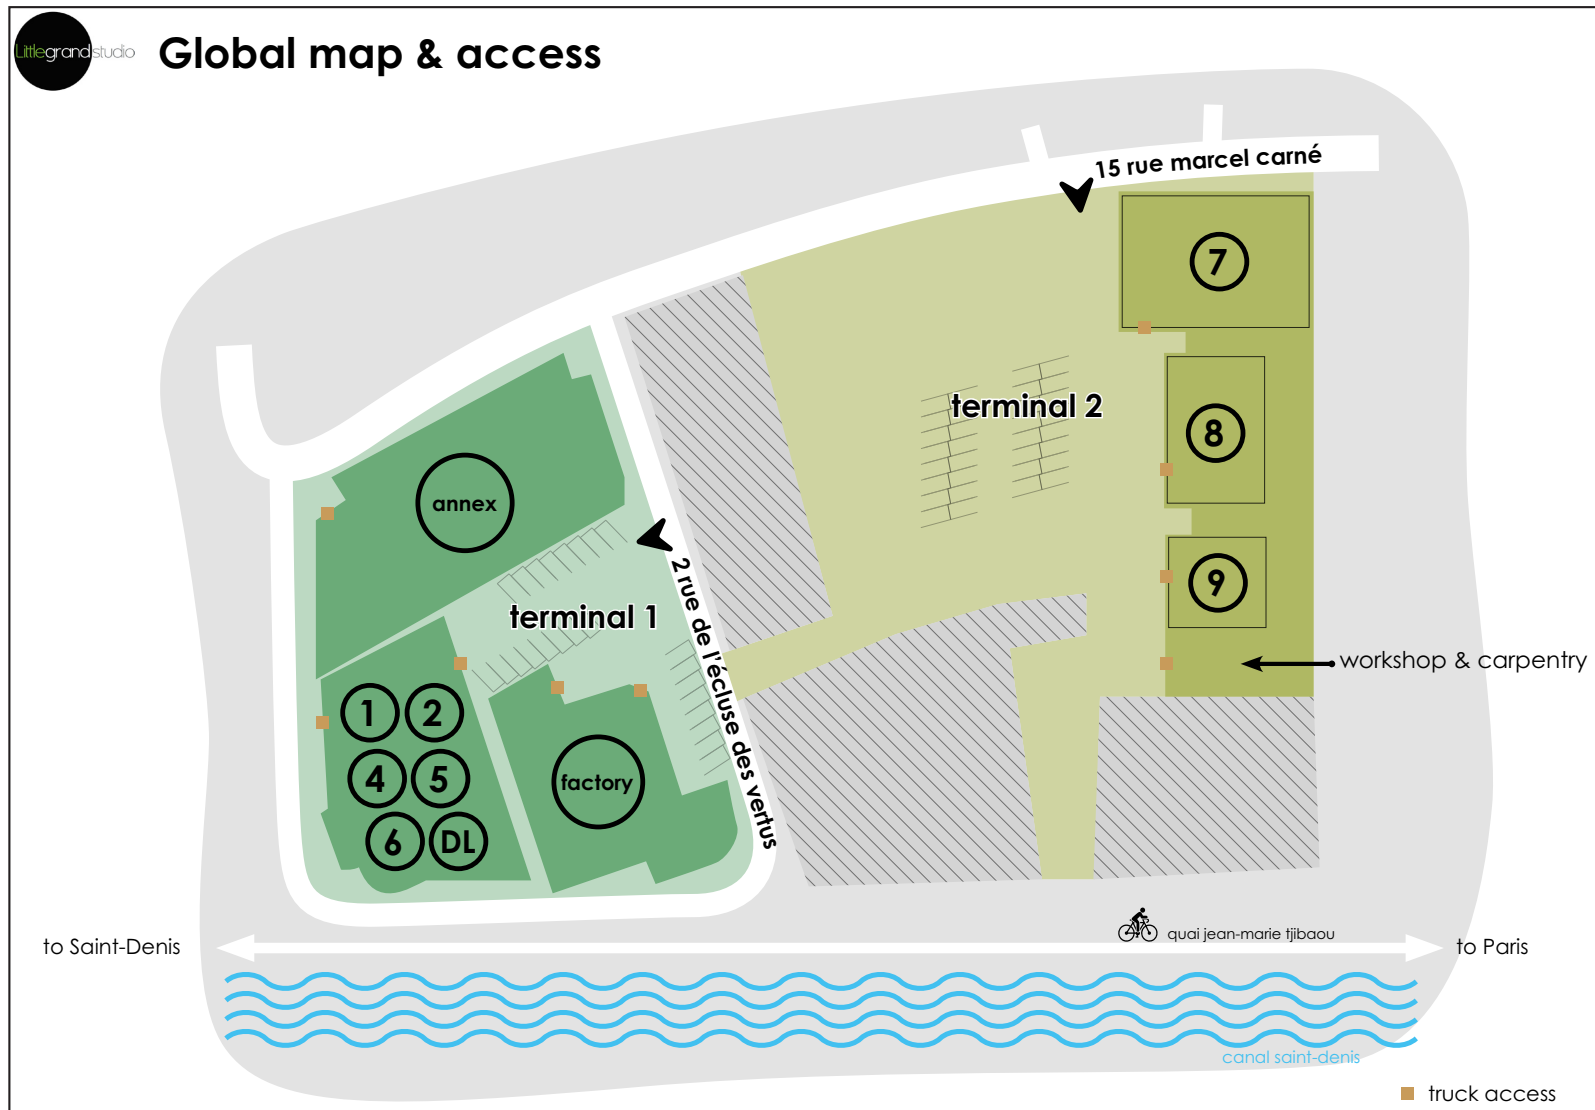 Littlegrandstudio
Global map & access
15 rue marcel carné
7
terminal 2
8
annex
9
2 rue de l'écluse des vertus
terminal 1
workshop & carpentry
1 2
4 5
factory
6 DL
to Saint-Denis
quai jean-marie tjibaou
to Paris
canal saint-denis
truck access